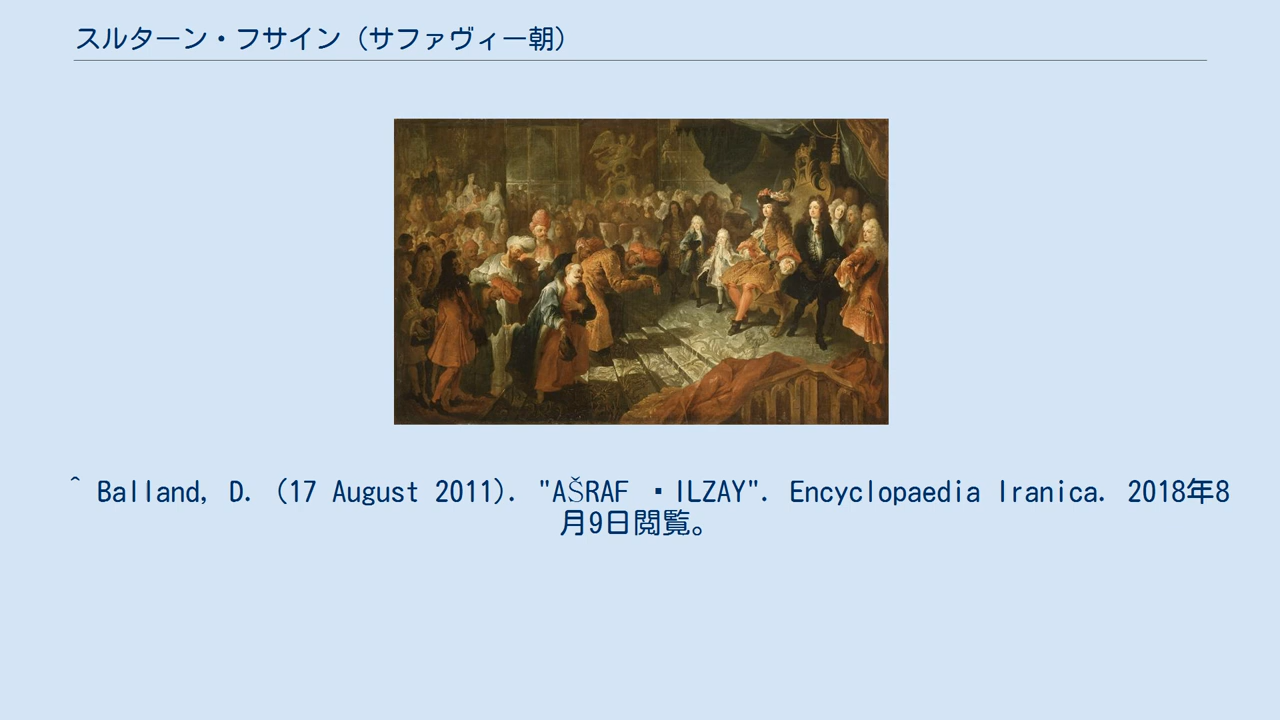 スルターン・フサイン（サファヴィー朝）
^ Balland, D. (17 August 2011). "AŠRAF ▪ILZAY". Encyclopaedia Iranica. 2018年8
月9日閲覧。